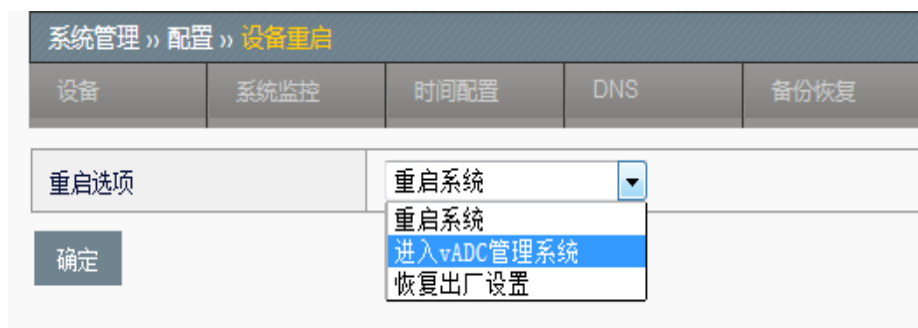 系统管理 » 配置 » 设备重启
设备 系统监控 时间配置 DNS 备份恢复
重启选项 重启系统
重启系统
进入vADC管理系统
恢复出厂设置
确定